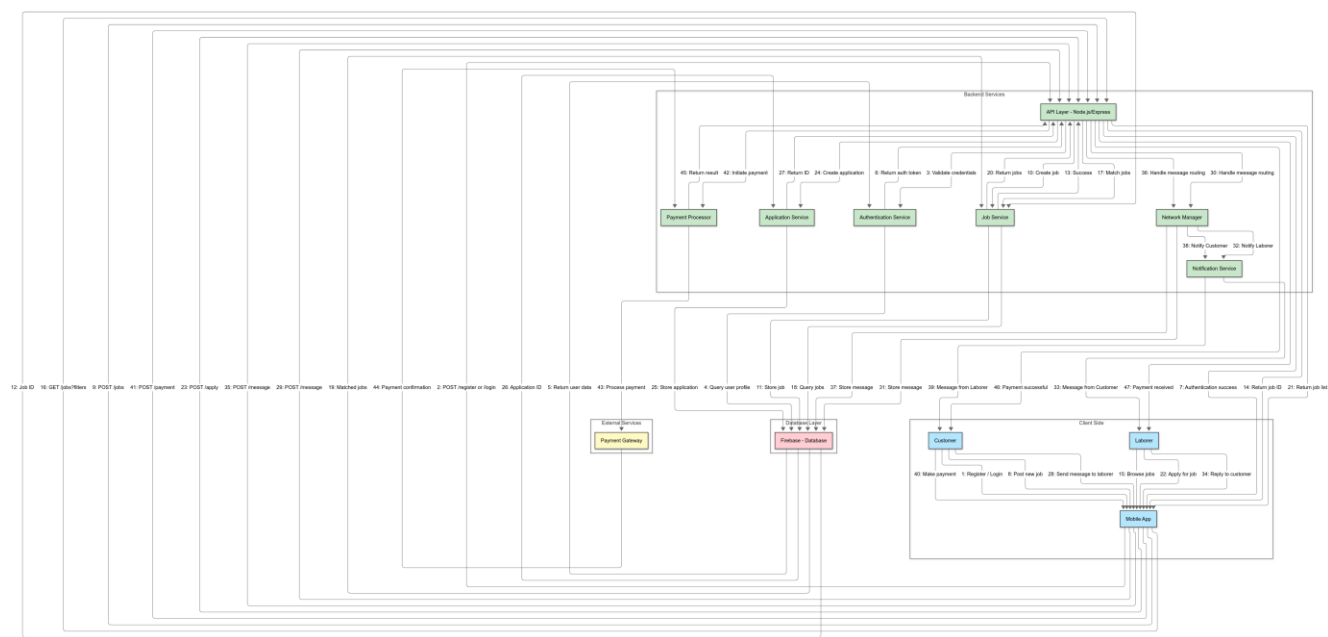 Backend Services
API Layer - Node.js/Express
45: Return result
42: Initiate payment
27: Return ID
24: Create application
6: Return auth token
3: Validate credentials
20: Return jobs
10: Create job
13: Success
17: Match jobs
36: Handle message routing
30: Handle message routing
Payment Processor
Application Service
Authentication Service
Job Service
Network Manager
38: Notify Customer
32: Notify Laborer
Notification Service
12: Job ID
16: GET /jobs?filters
9: POST /jobs
41: POST /payment
23: POST /apply
35: POST /message
29: POST /message
19: Matched jobs
44: Payment confirmation
2: POST /register or /login
26: Application ID
5: Return user data
43: Process payment
25: Store application
4: Query user profile
11: Store job
18: Query jobs
37: Store message
31: Store message
39: Message from Laborer
46: Payment successful
33: Message from Customer
47: Payment received
7: Authentication success
14: Return job ID
21: Return job list
External Services
Database Layer
Client Side
Payment Gateway
Firebase - Database
Customer
Laborer
40: Make payment
1: Register / Login
8: Post new job
28: Send message to laborer
15: Browse jobs
22: Apply for job
34: Reply to customer
Mobile App